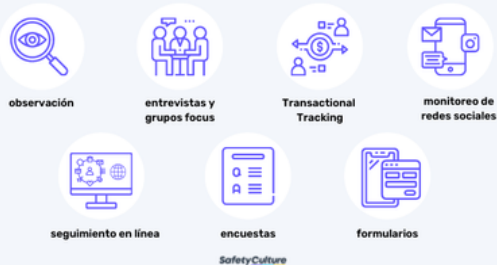 observación
entrevistas y
grupos focus
Transactional
Tracking
monitoreo de
redes sociales
seguimiento en línea
Q
A
encuestas
formularios
SafetyCulture